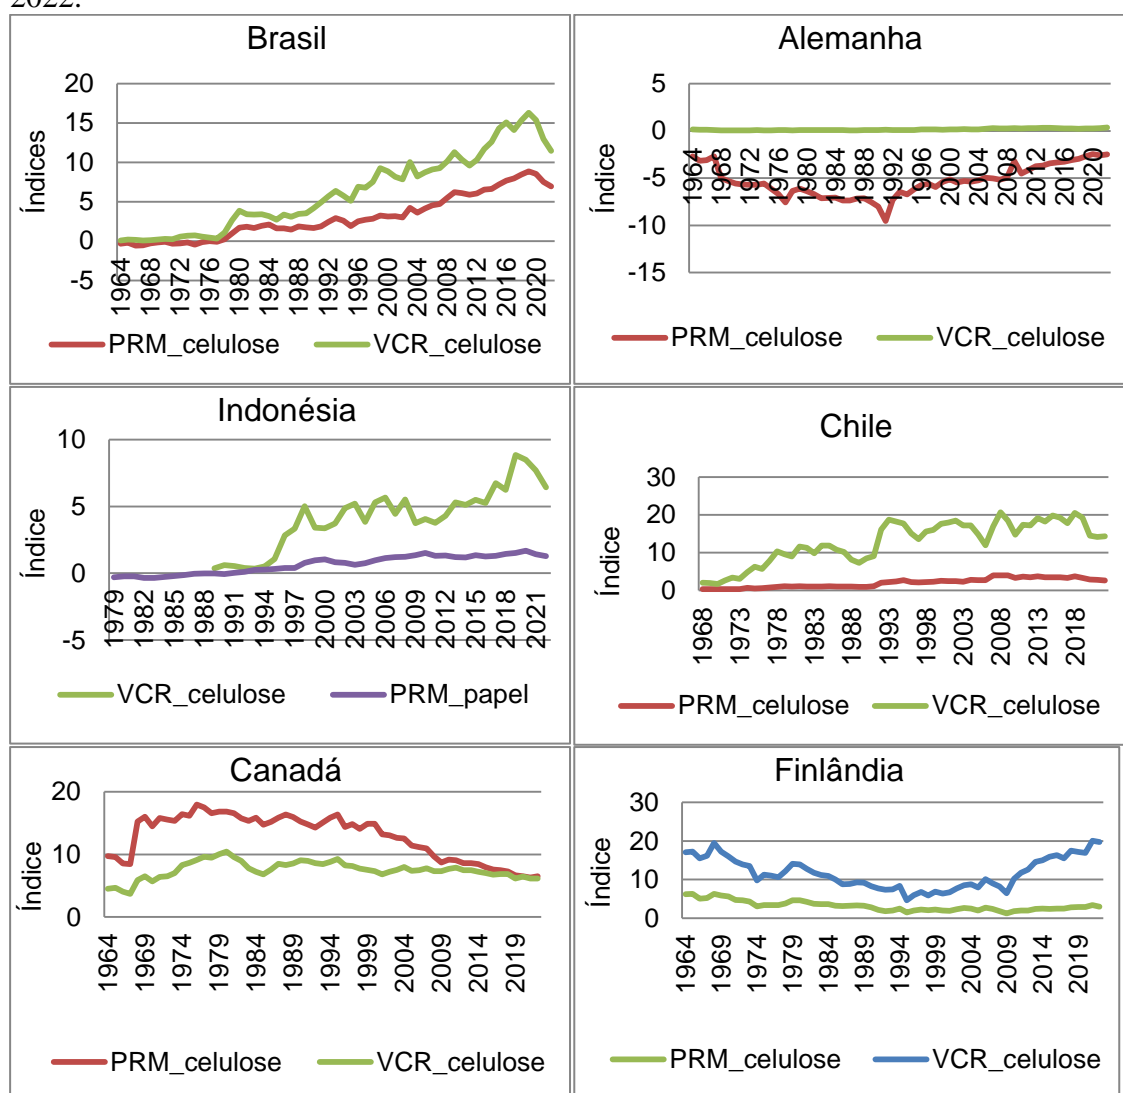 2022.
Brasil
Índices
20
15
10
5
0
-5
1964 1968 1972 1976 1980 1984 1988 1992 1996 2000 2004 2008 2012 2016 2020
PRM_celulose VCR_celulose
Alemanha
Índice
5
0
-5
-10
-15
1964 1968 1972 1976 1980 1984 1988 1992 1996 2000 2004 2008 2012 2016 2020
PRM_celulose VCR_celulose
Indonésia
Índice
10
5
0
-5
1979 1982 1985 1988 1991 1994 1997 2000 2003 2006 2009 2012 2015 2018 2021
VCR_celulose PRM_papel
Chile
Índice
30
20
10
0
1968 1973 1978 1983 1988 1993 1998 2003 2008 2013 2018
PRM_celulose VCR_celulose
Canadá
Índice
20
10
0
1964 1969 1974 1979 1984 1989 1994 1999 2004 2009 2014 2019
PRM_celulose VCR_celulose
Finlândia
Índice
30
20
10
0
1964 1969 1974 1979 1984 1989 1994 1999 2004 2009 2014 2019
PRM_celulose VCR_celulose